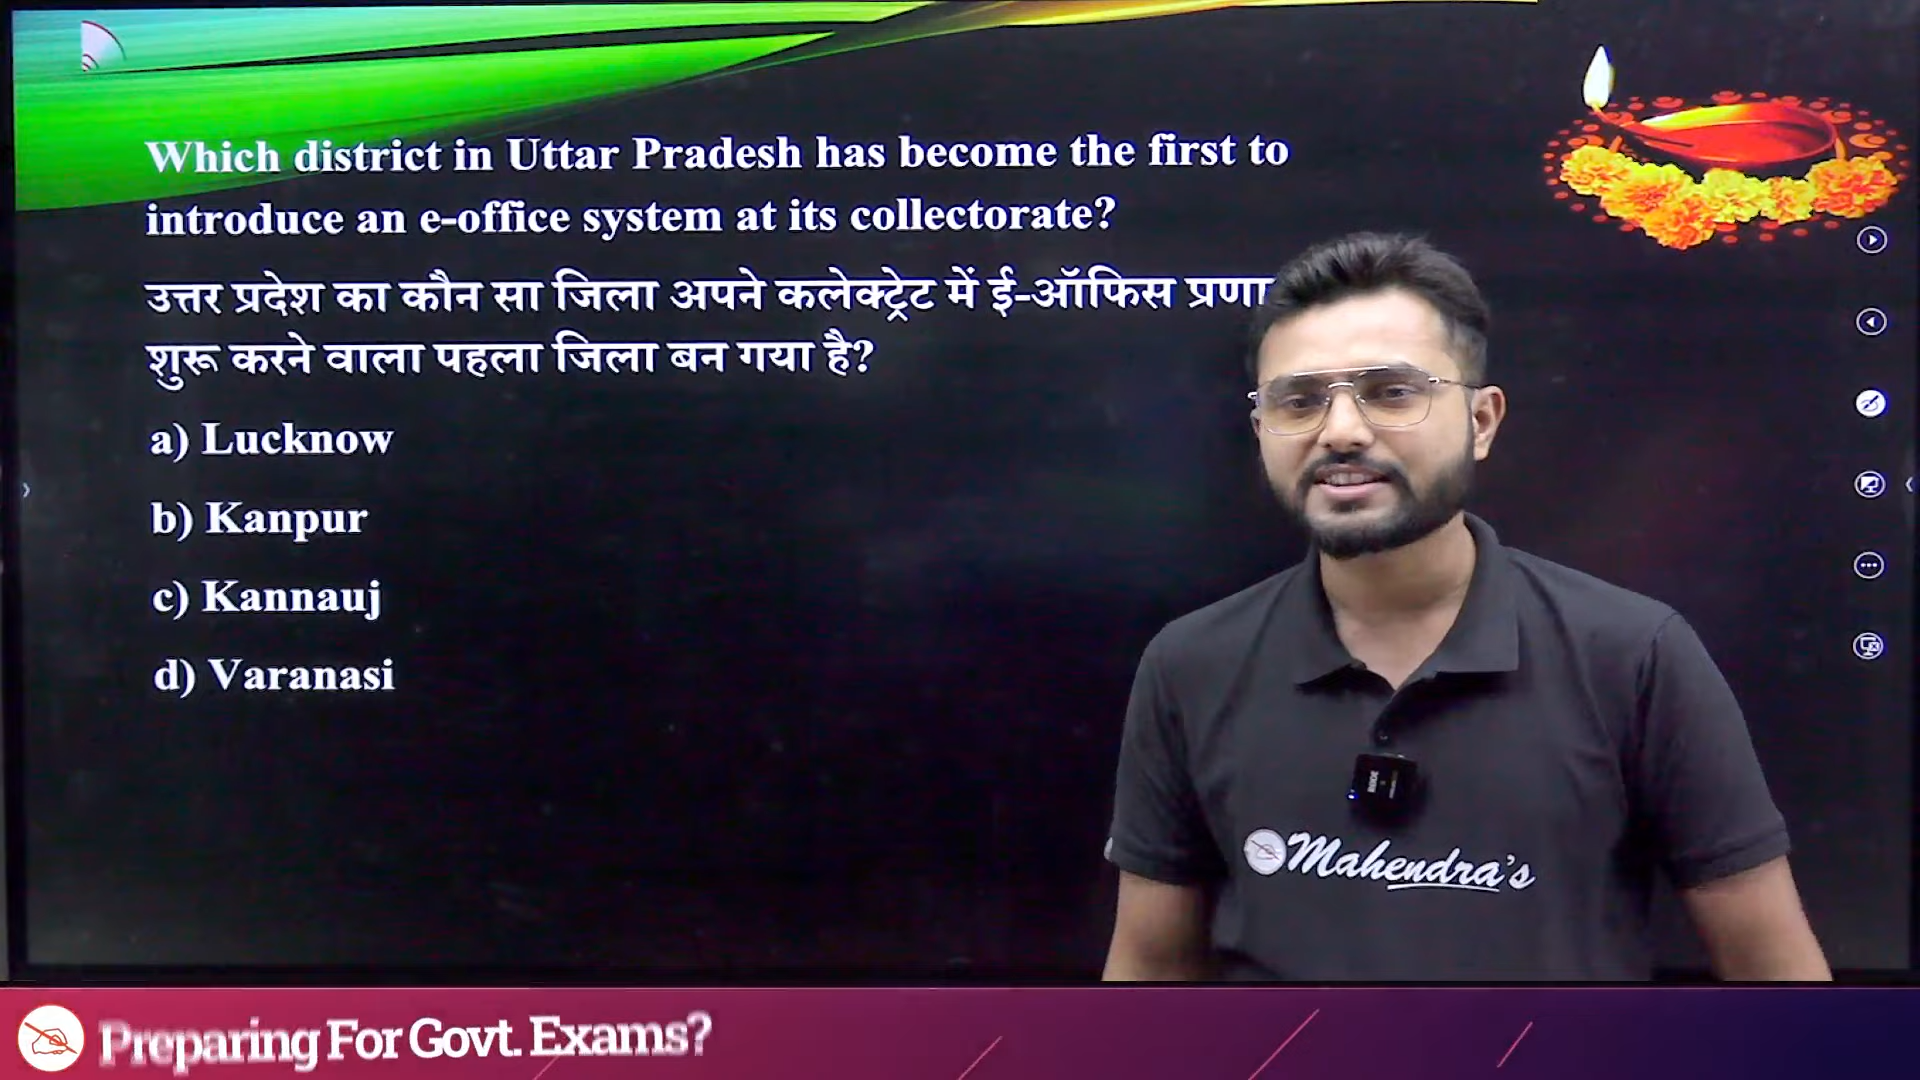 Which district in Uttar Pradesh has become the first to
introduce an e-office system at its collectorate?
उत्तर प्रदेश का कौन सा जिला अपने कलेक्ट्रेट में ई-ऑफिस
शुरू करने वाला पहला जिला बन गया है?
a) Lucknow
b) Kanpur
c) Kannauj
d) Varanasi
RODE
Mahendra's
Preparing For Govt. Exams?